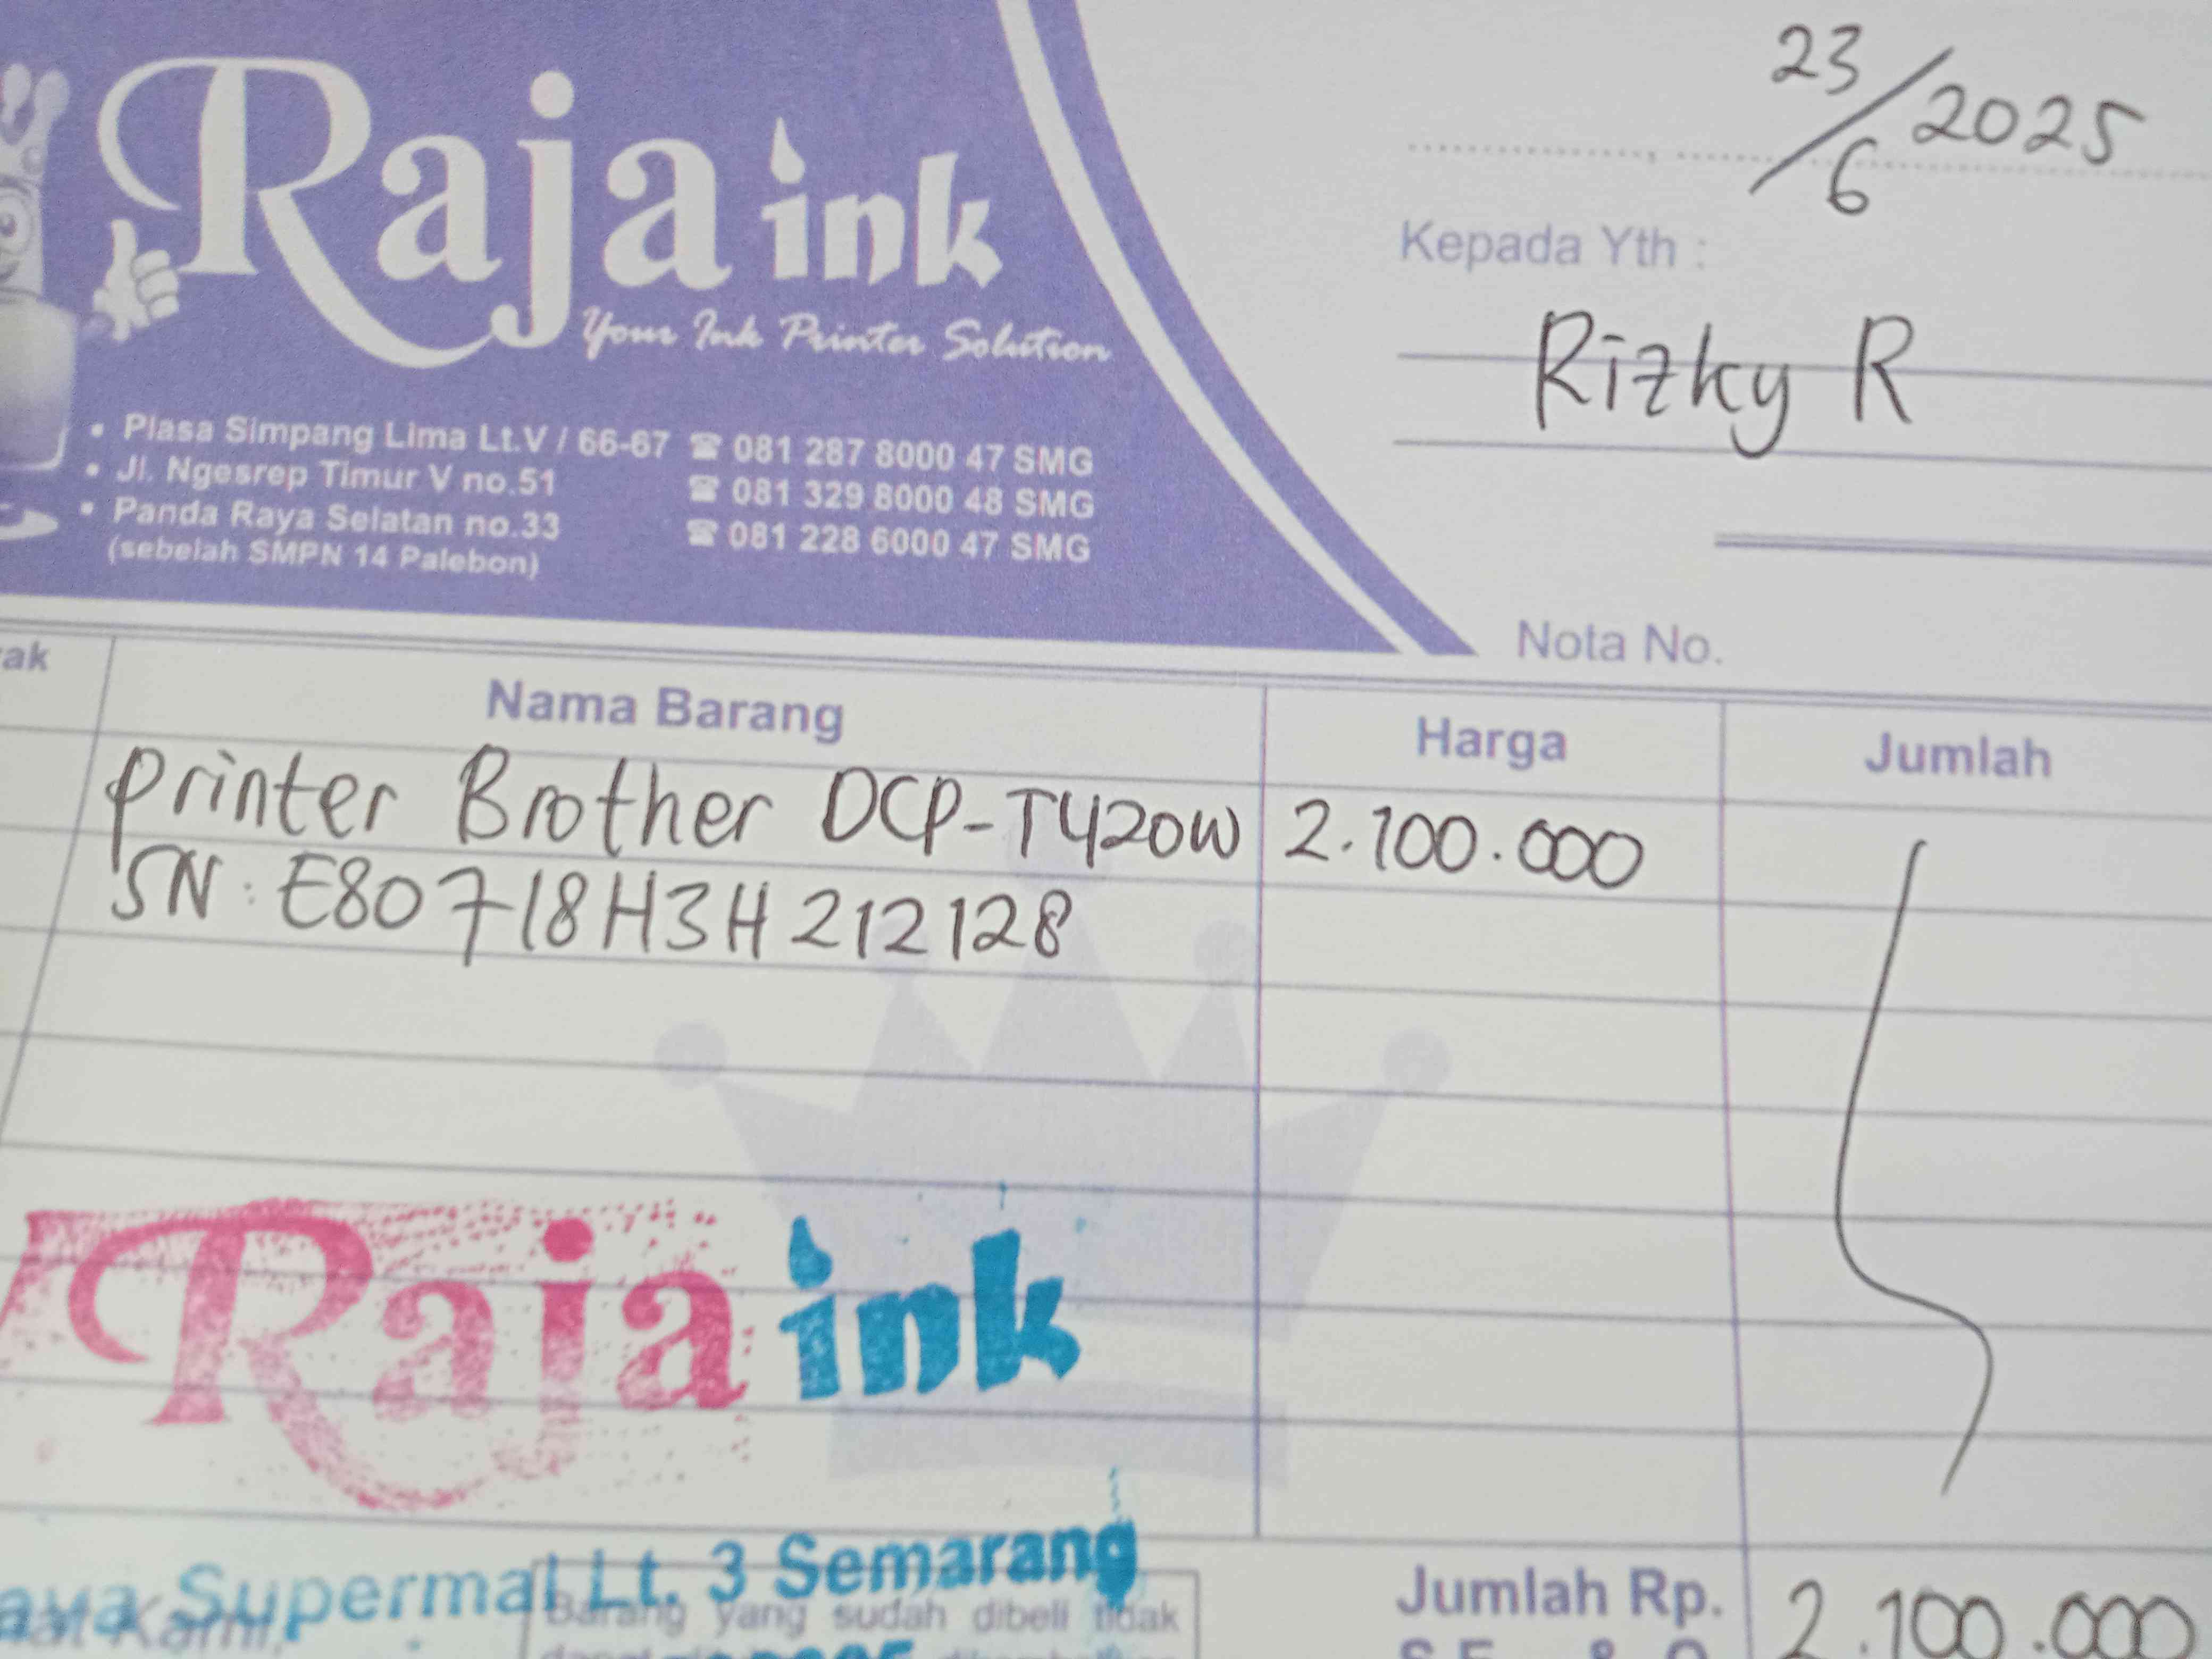 Raja ink
Your Ink Printer Solution
• Plasa Simpang Lima Lt.V / 66-67 ☎ 081 287 8000 47 SMG
• Jl. Ngesrep Timur V no.51 ☎ 081 329 8000 48 SMG
• Panda Raya Selatan no.33 ☎ 081 228 6000 47 SMG
(sebelah SMPN 14 Palebon)
23/6 2025
Kepada Yth :
Rizky R
Nota No.
Nama Barang Harga Jumlah
Printer Brother DCP-T420W 2.100.000
SN: E80718H3H212128
Raja ink
Supermal Lt. 3 Semarang
Barang yang sudah dibeli tidak
Jumlah Rp. 2.100.000